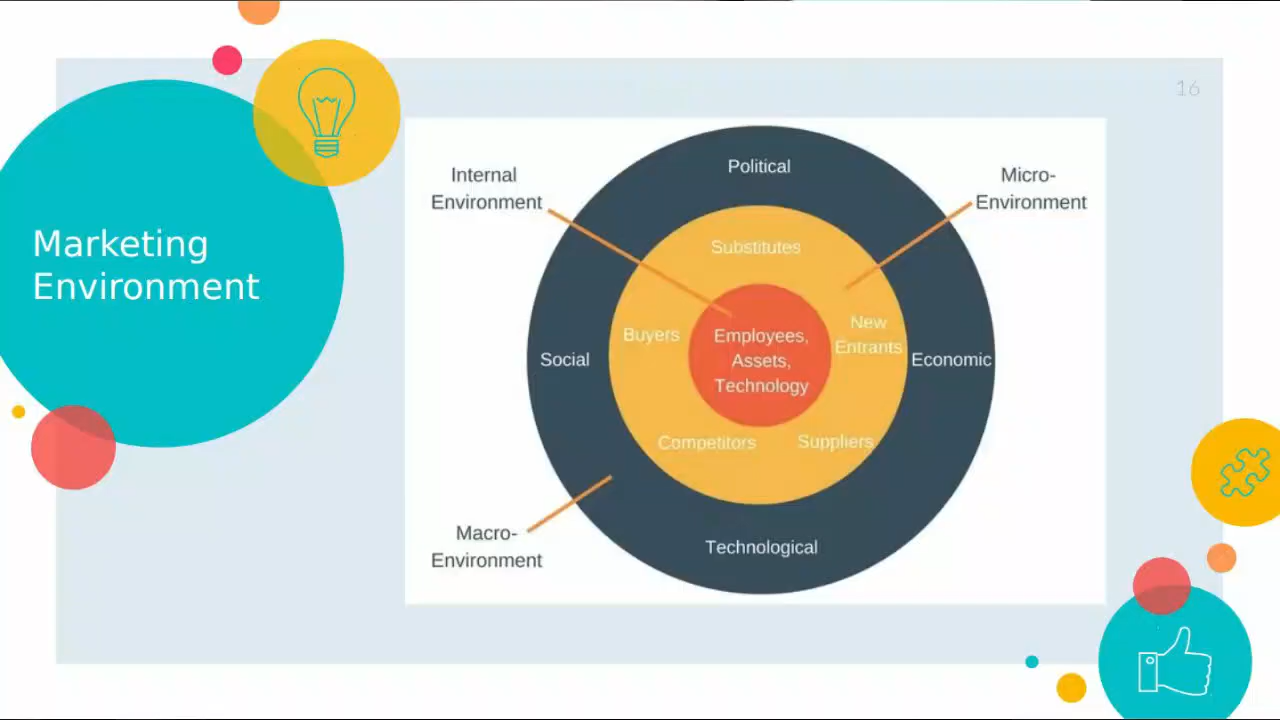 16
Marketing
Environment
Internal
Environment
Micro-
Environment
Political
Substitutes
Buyers
New
Entrants
Employees,
Assets,
Technology
Social
Economic
Competitors
Suppliers
Macro-
Environment
Technological